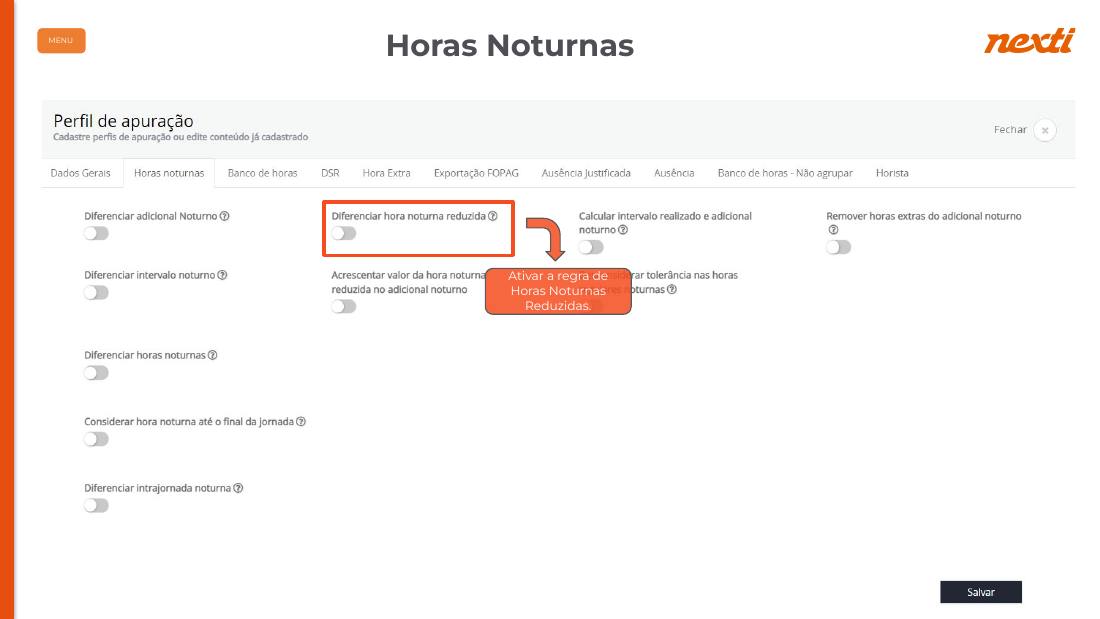 MENU
Horas Noturnas
nexti
Perfil de apuração
Cadastre perfis de apuração ou edite conteúdo já cadastrado
Fechar
Dados Gerais
Horas noturnas
Banco de horas
DSR
Hora Extra
Exportação FOPAG
Ausência Justificada
Ausência
Banco de horas - Não agrupar
Horista
Diferenciar adicional Noturno
Diferenciar hora noturna reduzida
Calcular intervalo realizado e adicional
noturno
Remover horas extras do adicional noturno
Diferenciar intervalo noturno
Acrescentar valor da hora noturna
reduzida no adicional noturno
tolerância nas horas
noturnas
Ativar a regra de
Horas Noturnas
Reduzidas.
Diferenciar horas noturnas
Considerar hora noturna até o final da jornada
Diferenciar intrajornada noturna
Salvar